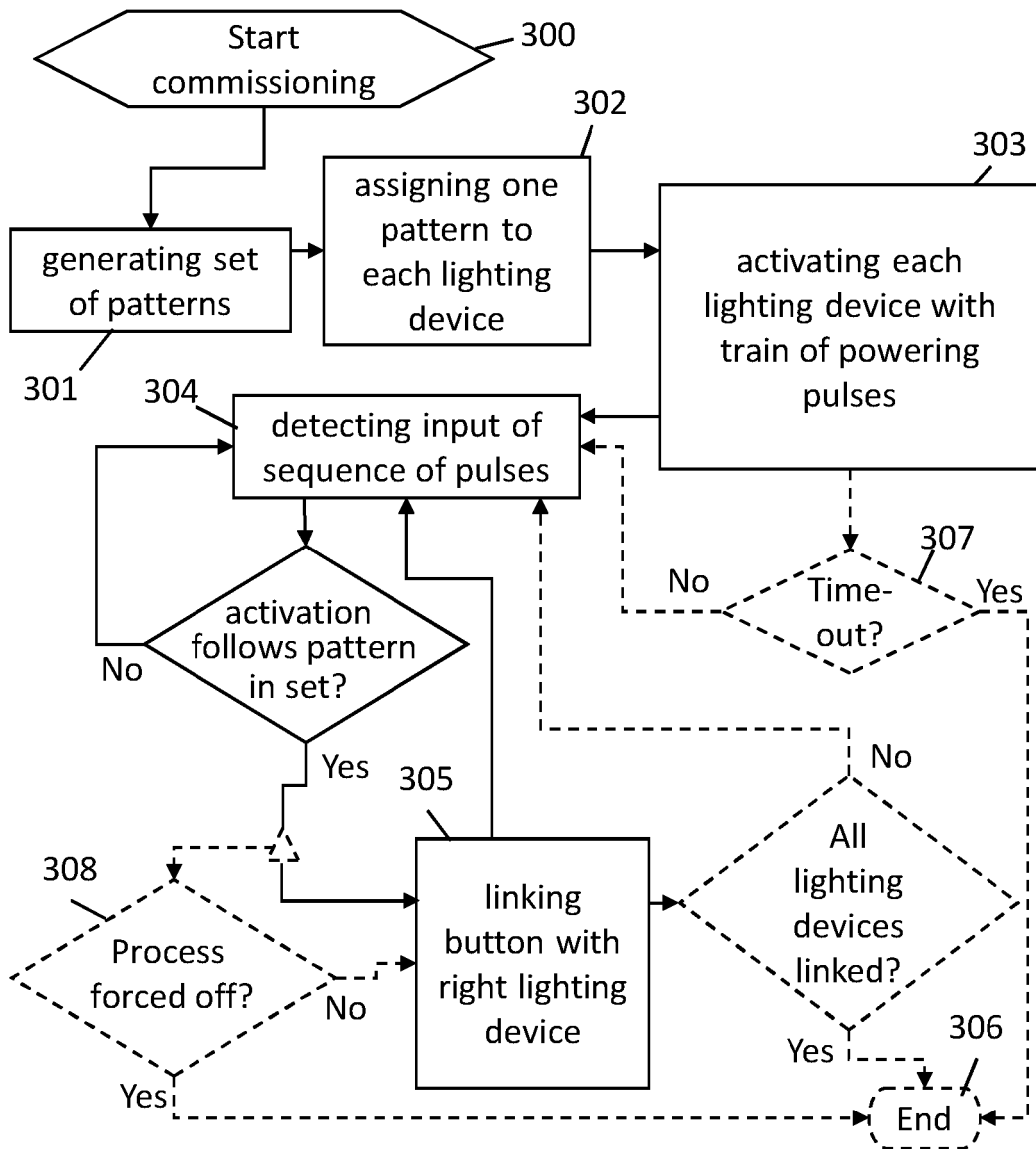 Start
commissioning
300
302
303
assigning one
pattern to
each lighting
device
generating set
of patterns
301
activating each
lighting device with
train of powering
pulses
304
detecting input of
sequence of pulses
307
No
Time-
out?
Yes
activation
follows pattern
in set?
No
Yes
305
No
308
Process
forced off?
No
Yes
linking
button with
right lighting
device
All
lighting
devices
linked?
Yes
306
End